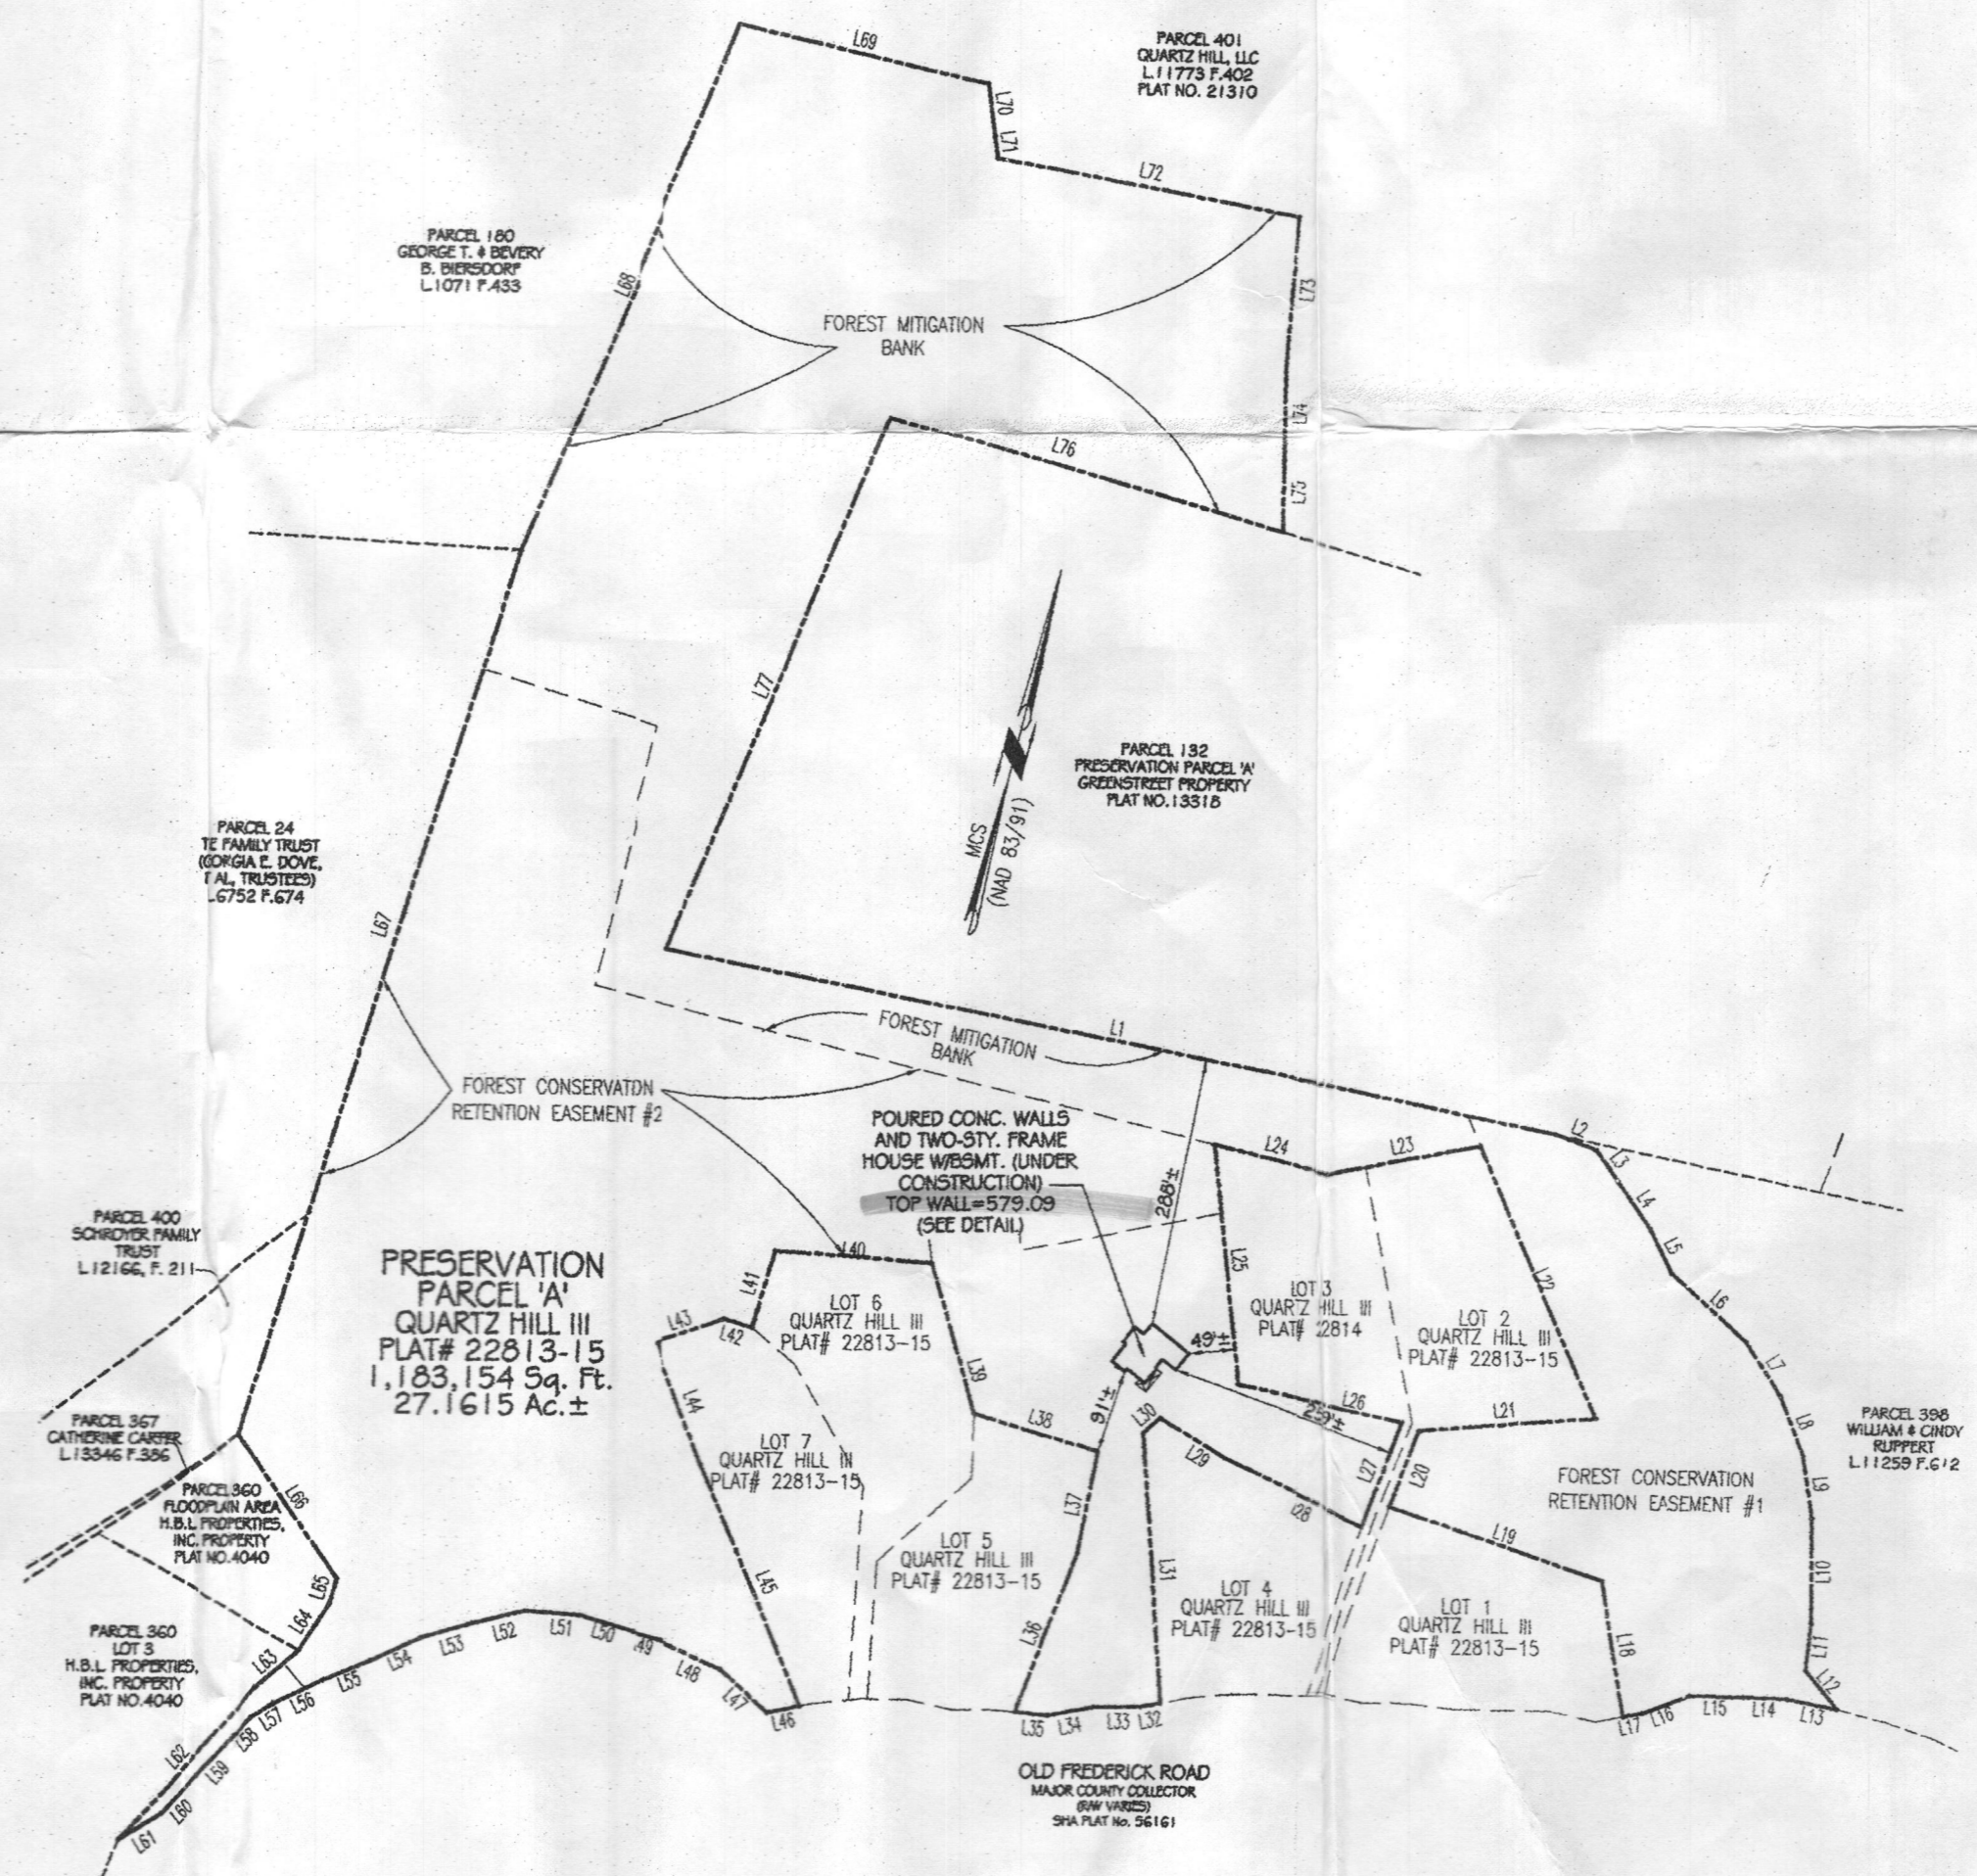 L69
PARCEL 401
QUARTZ HILL, LLC
L.11773 F.402
PLAT NO. 21310
L70
L71
L72
PARCEL 180
GEORGE T. & BEVERY
B. BIERSDORF
L.1071 F.433
L68
L73
FOREST MITIGATION
BANK
L74
L76
L75
L77
PARCEL 132
PRESERVATION PARCEL 'A'
GREENSTREET PROPERTY
PLAT NO.13318
MCS
(NAD 83/91)
PARCEL 24
TE FAMILY TRUST
E. DOVE,
AL, TRUSTEES)
6752 F.674
L67
L1
FOREST MITIGATION
BANK
FOREST CONSERVATON
RETENTION EASEMENT #2
POURED CONC. WALLS
AND TWO-STY. FRAME
HOUSE W/BSMT. (UNDER
CONSTRUCTION)
TOP WALL=579.09
(SEE DETAIL)
288'±
L24
L23
L2
L3
L4
L5
L6
L7
L8
L9
L10
L11
L12
L13
L14
L15
L16
L17
L18
L19
L20
L21
L22
L25
LOT 3
QUARTZ HILL III
PLAT# 22814
LOT 2
QUARTZ HILL III
PLAT# 22813-15
PARCEL 400
SCHROYER FAMILY
TRUST
L12166, F. 211
PRESERVATION
PARCEL 'A'
QUARTZ HILL III
PLAT# 22813-15
1,183,154 Sq. Ft.
27.1615 Ac.±
L40
L41
L42
L43
LOT 6
QUARTZ HILL III
PLAT# 22813-15
49'±
L39
L38
91'±
L30
L26
259'±
L27
L29
L28
L44
LOT 7
QUARTZ HILL III
PLAT# 22813-15
L45
L37
LOT 5
QUARTZ HILL III
PLAT# 22813-15
L36
L31
LOT 4
QUARTZ HILL III
PLAT# 22813-15
LOT 1
QUARTZ HILL III
PLAT# 22813-15
FOREST CONSERVATION
RETENTION EASEMENT #1
PARCEL 398
WILLIAM & CINDY
RUPPERT
L.11259 F.612
PARCEL 367
CATHERINE CARTER
L.13346 F.386
PARCEL 360
FLOODPLAIN AREA
H.B.L PROPERTIES,
INC. PROPERTY
PLAT NO.4040
L66
L65
L64
L63
PARCEL 360
LOT 3
H.B.L PROPERTIES,
INC. PROPERTY
PLAT NO.4040
L62
L61
L60
L59
L58
L57
L56
L55
L54
L53
L52
L51
L50
L48
L47
L46
L35
L34
L33
L32
OLD FREDERICK ROAD
MAJOR COUNTY COLLECTOR
(R/W VARIES)
SHA PLAT No. 56161